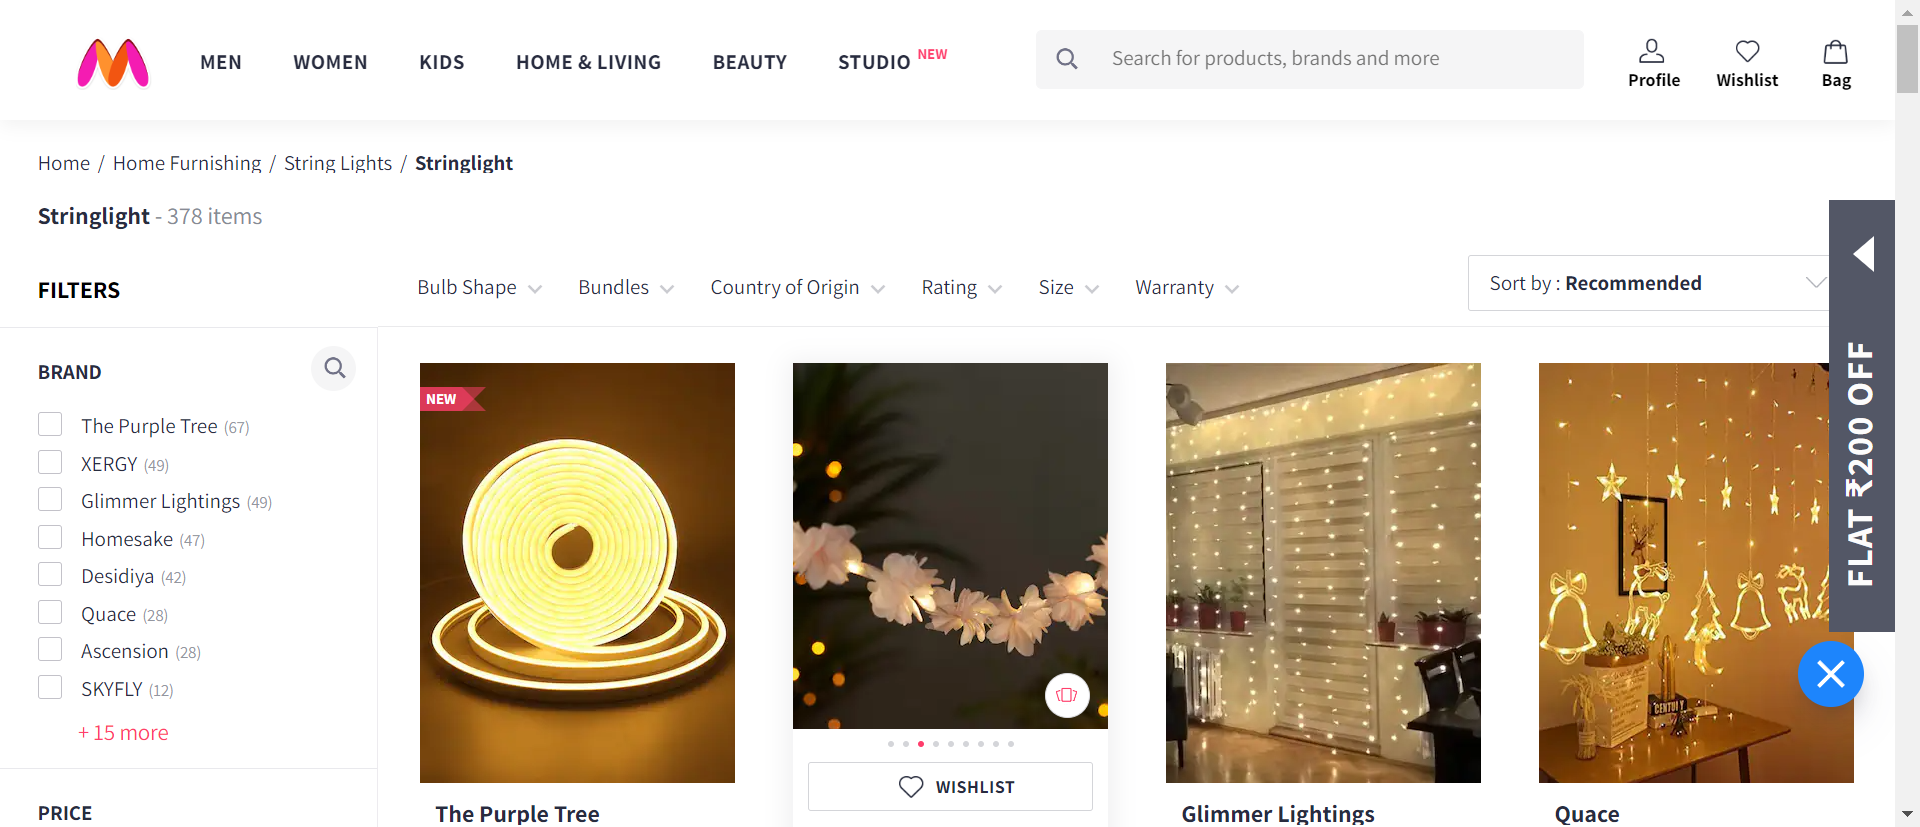 MEN
WOMEN
KIDS
HOME & LIVING
BEAUTY
STUDIO NEW
Search for products, brands and more
Profile
Wishlist
Bag
Home / Home Furnishing / String Lights / Stringlight
Stringlight - 378 items
FILTERS
Bulb Shape
Bundles
Country of Origin
Rating
Size
Warranty
Sort by : Recommended
BRAND
The Purple Tree (67)
XERGY (49)
Glimmer Lightings (49)
Homesake (47)
Desidiya (42)
Quace (28)
Ascension (28)
SKYFLY (12)
+ 15 more
PRICE
NEW
The Purple Tree
WISHLIST
Glimmer Lightings
CENTURY
Quace
FLAT ₹200 OFF